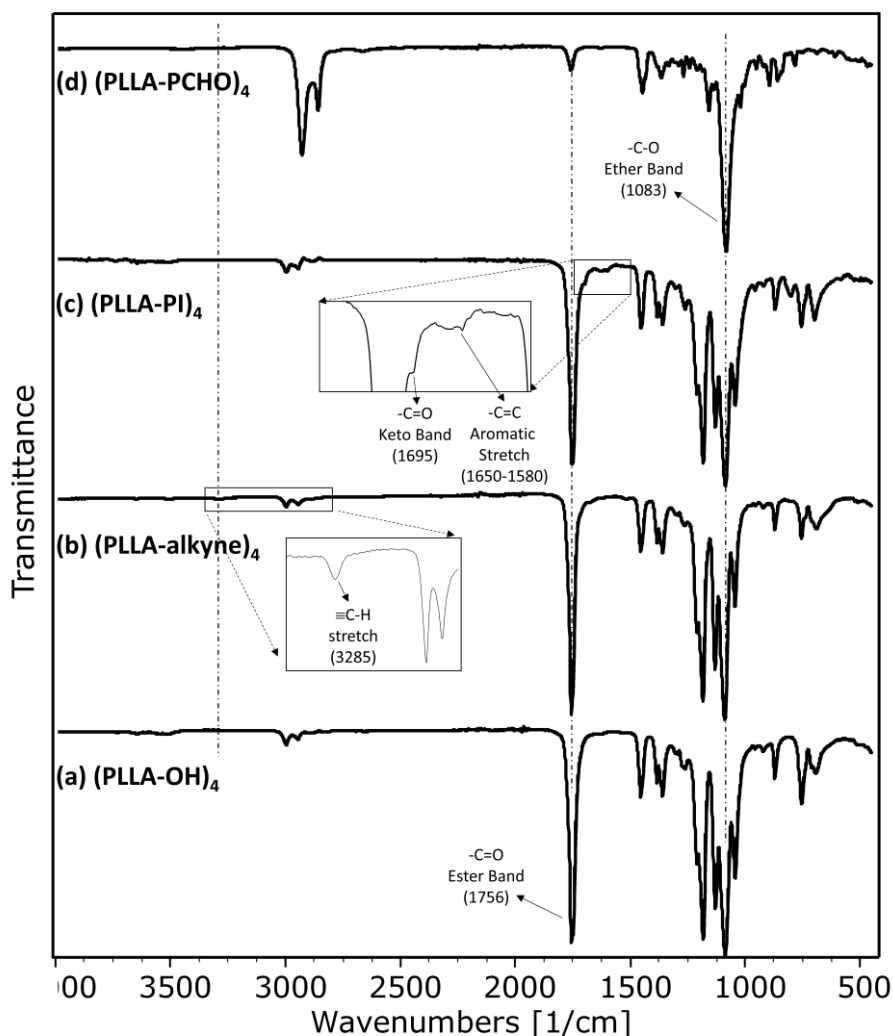 (d) (PLLA-PCHO)4
-C-O
Ether Band
(1083)
(c) (PLLA-PI)4
-C=O
Keto Band
(1695)
-C=C
Aromatic
Stretch
(1650-1580)
(b) (PLLA-alkyne)4
≡C-H
stretch
(3285)
(a) (PLLA-OH)4
-C=O
Ester Band
(1756)
Transmittance
000 3500 3000 2500 2000 1500 1000 500
Wavenumbers [1/cm]